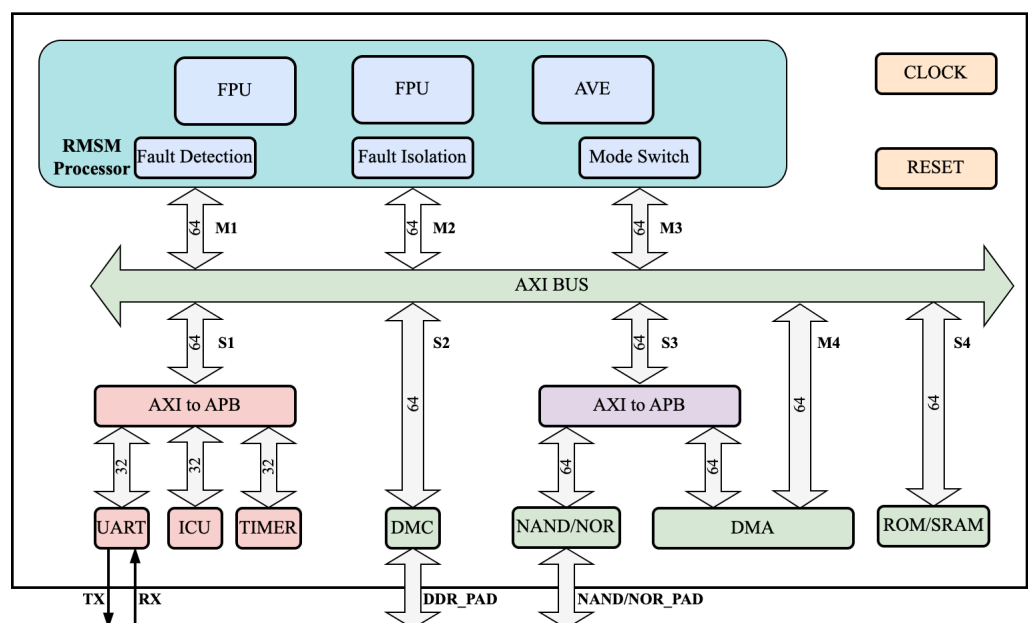 FPU
FPU
AVE
CLOCK
RMSM
Processor
Fault Detection
Fault Isolation
Mode Switch
RESET
64
M1
64
M2
64
M3
AXI BUS
64
S1
S2
64
S3
M4
S4
AXI to APB
64
AXI to APB
64
64
32
32
32
64
64
UART
ICU
TIMER
DMC
NAND/NOR
DMA
ROM/SRAM
TX
RX
DDR_PAD
NAND/NOR_PAD